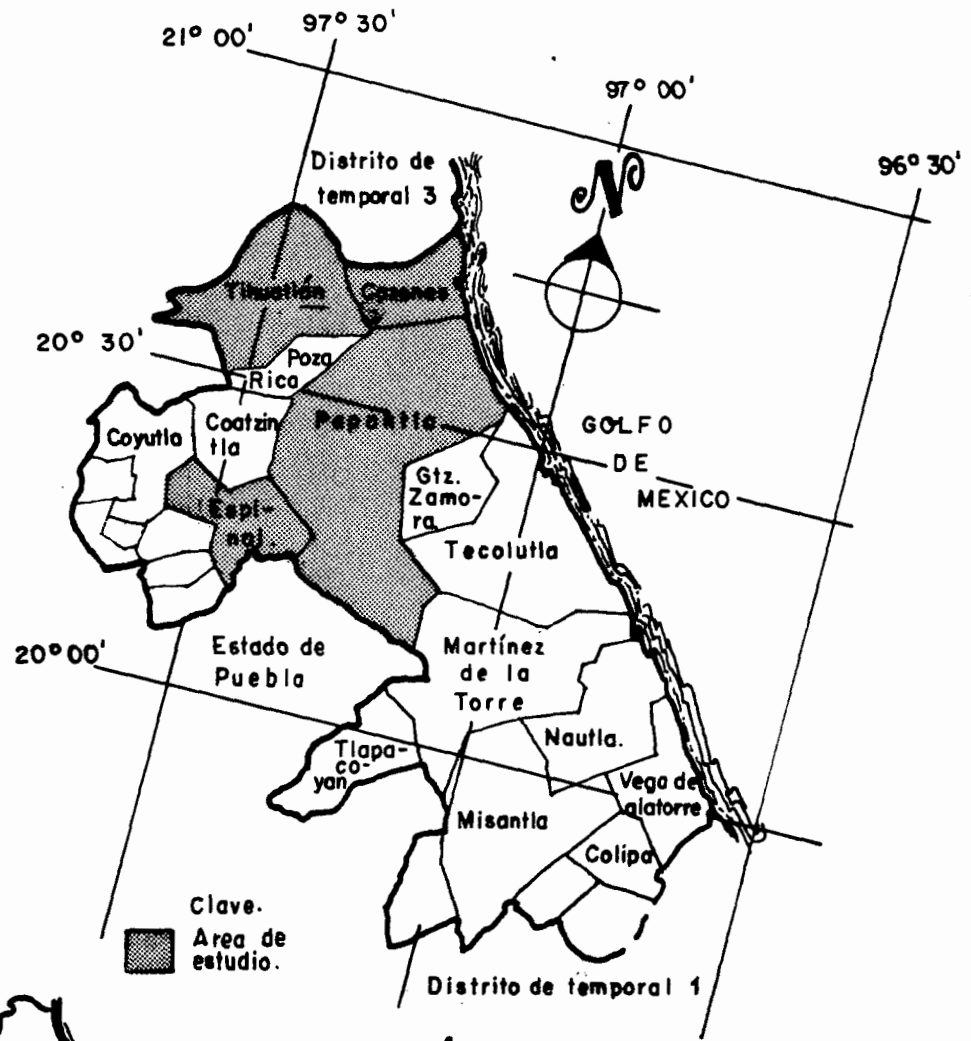 97° 30'
21° 00'
97° 00'
96° 30'
Distrito de
temporal 3
N
Tihuatlán
Cazones
20° 30'
Poza
Rica
Coyutla
Coatzin
tla
Papantla
GOLFO
DE
MEXICO
Gtz.
Zamo-
ra.
Espi-
nal.
Tecolutla
20° 00'
Estado de
Puebla
Martínez
de la
Torre
Nautla.
Tlapa-
co-
yan
Vega de
alatorre
Misantla
Colipa
Clave.
Area de
estudio.
Distrito de temporal 1